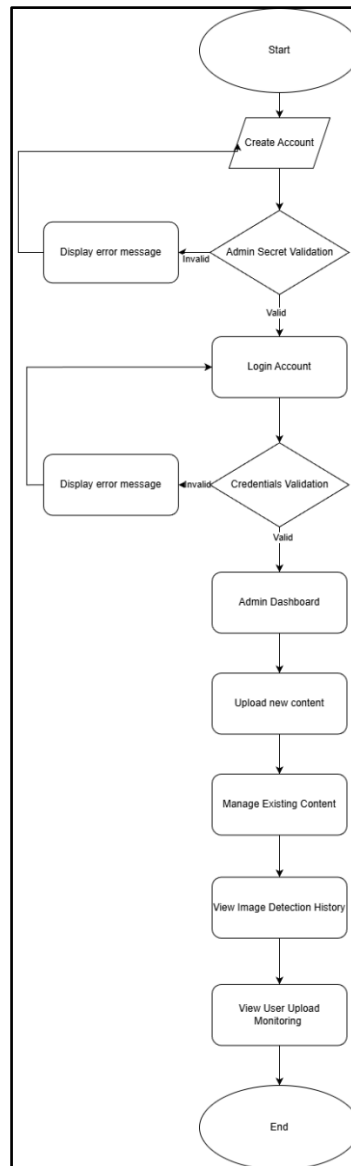 Start
Create Account
Display error message
Invalid
Admin Secret Validation
Valid
Login Account
Display error message
Invalid
Credentials Validation
Valid
Admin Dashboard
Upload new content
Manage Existing Content
View Image Detection History
View User Upload
Monitoring
End